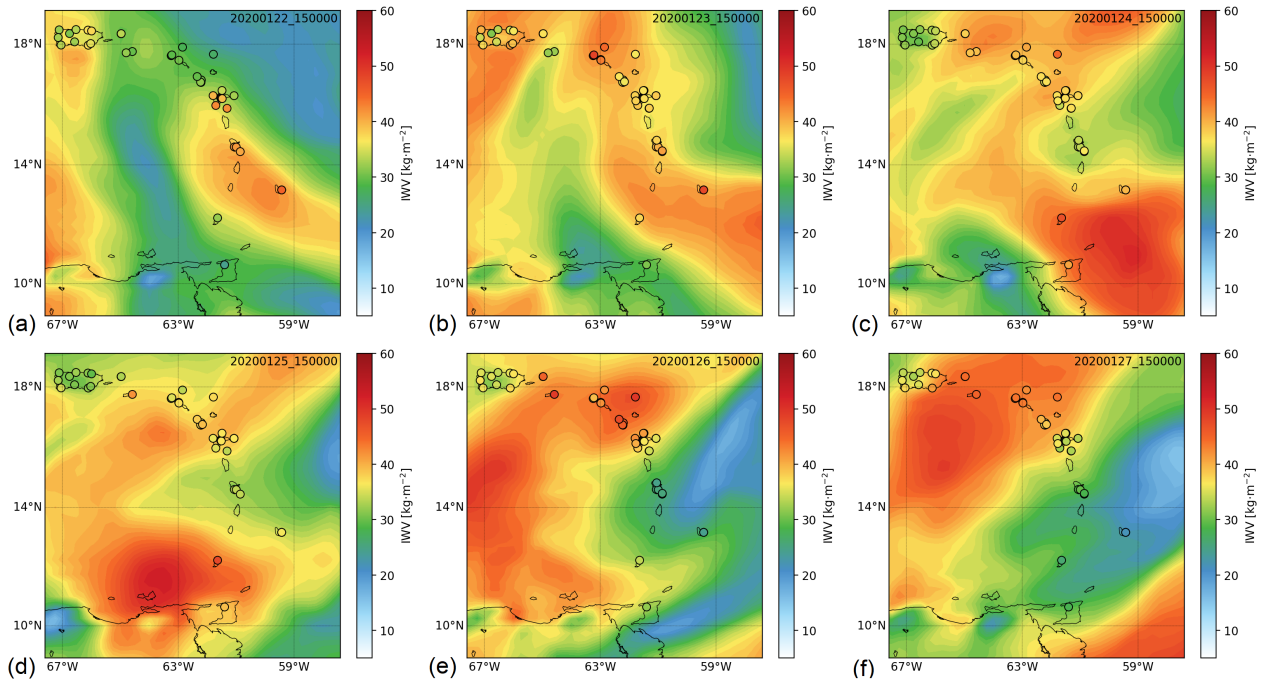 20200122_150000
18°N
14°N
10°N
67°W 63°W 59°W
60
50
40
30
20
10
IWV [kg·m⁻²]
(a)
20200123_150000
18°N
14°N
10°N
67°W 63°W 59°W
60
50
40
30
20
10
IWV [kg·m⁻²]
(b)
20200124_150000
18°N
14°N
10°N
67°W 63°W 59°W
60
50
40
30
20
10
IWV [kg·m⁻²]
(c)
20200125_150000
18°N
14°N
10°N
67°W 63°W 59°W
60
50
40
30
20
10
IWV [kg·m⁻²]
(d)
20200126_150000
18°N
14°N
10°N
67°W 63°W 59°W
60
50
40
30
20
10
IWV [kg·m⁻²]
(e)
20200127_150000
18°N
14°N
10°N
67°W 63°W 59°W
60
50
40
30
20
10
IWV [kg·m⁻²]
(f)